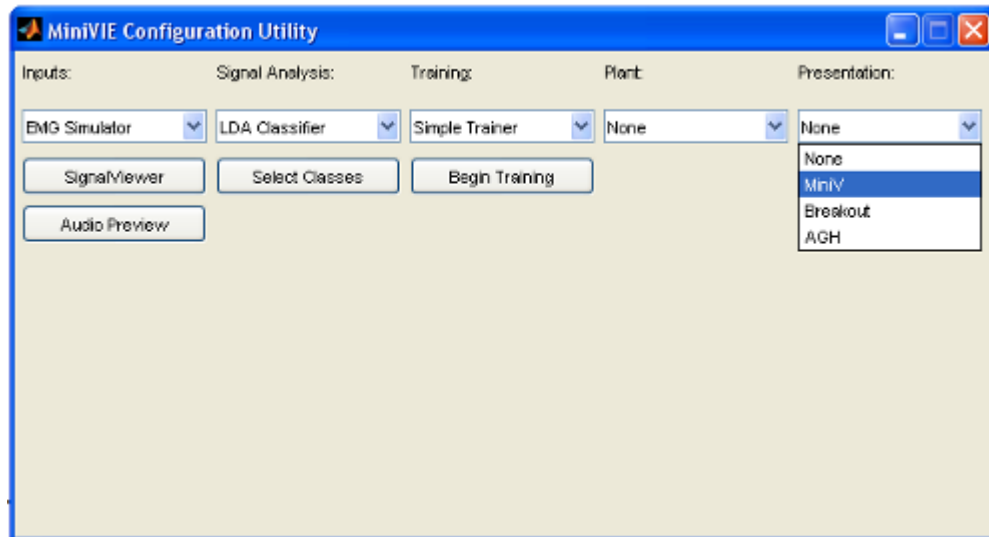 MiniVIE Configuration Utility
Inputs: Signal Analysis: Training: Plant: Presentation:
EMG Simulator LDA Classifier Simple Trainer None None
SignalViewer Select Classes Begin Training
Audio Preview
None
MiniV
Breakout
AGH